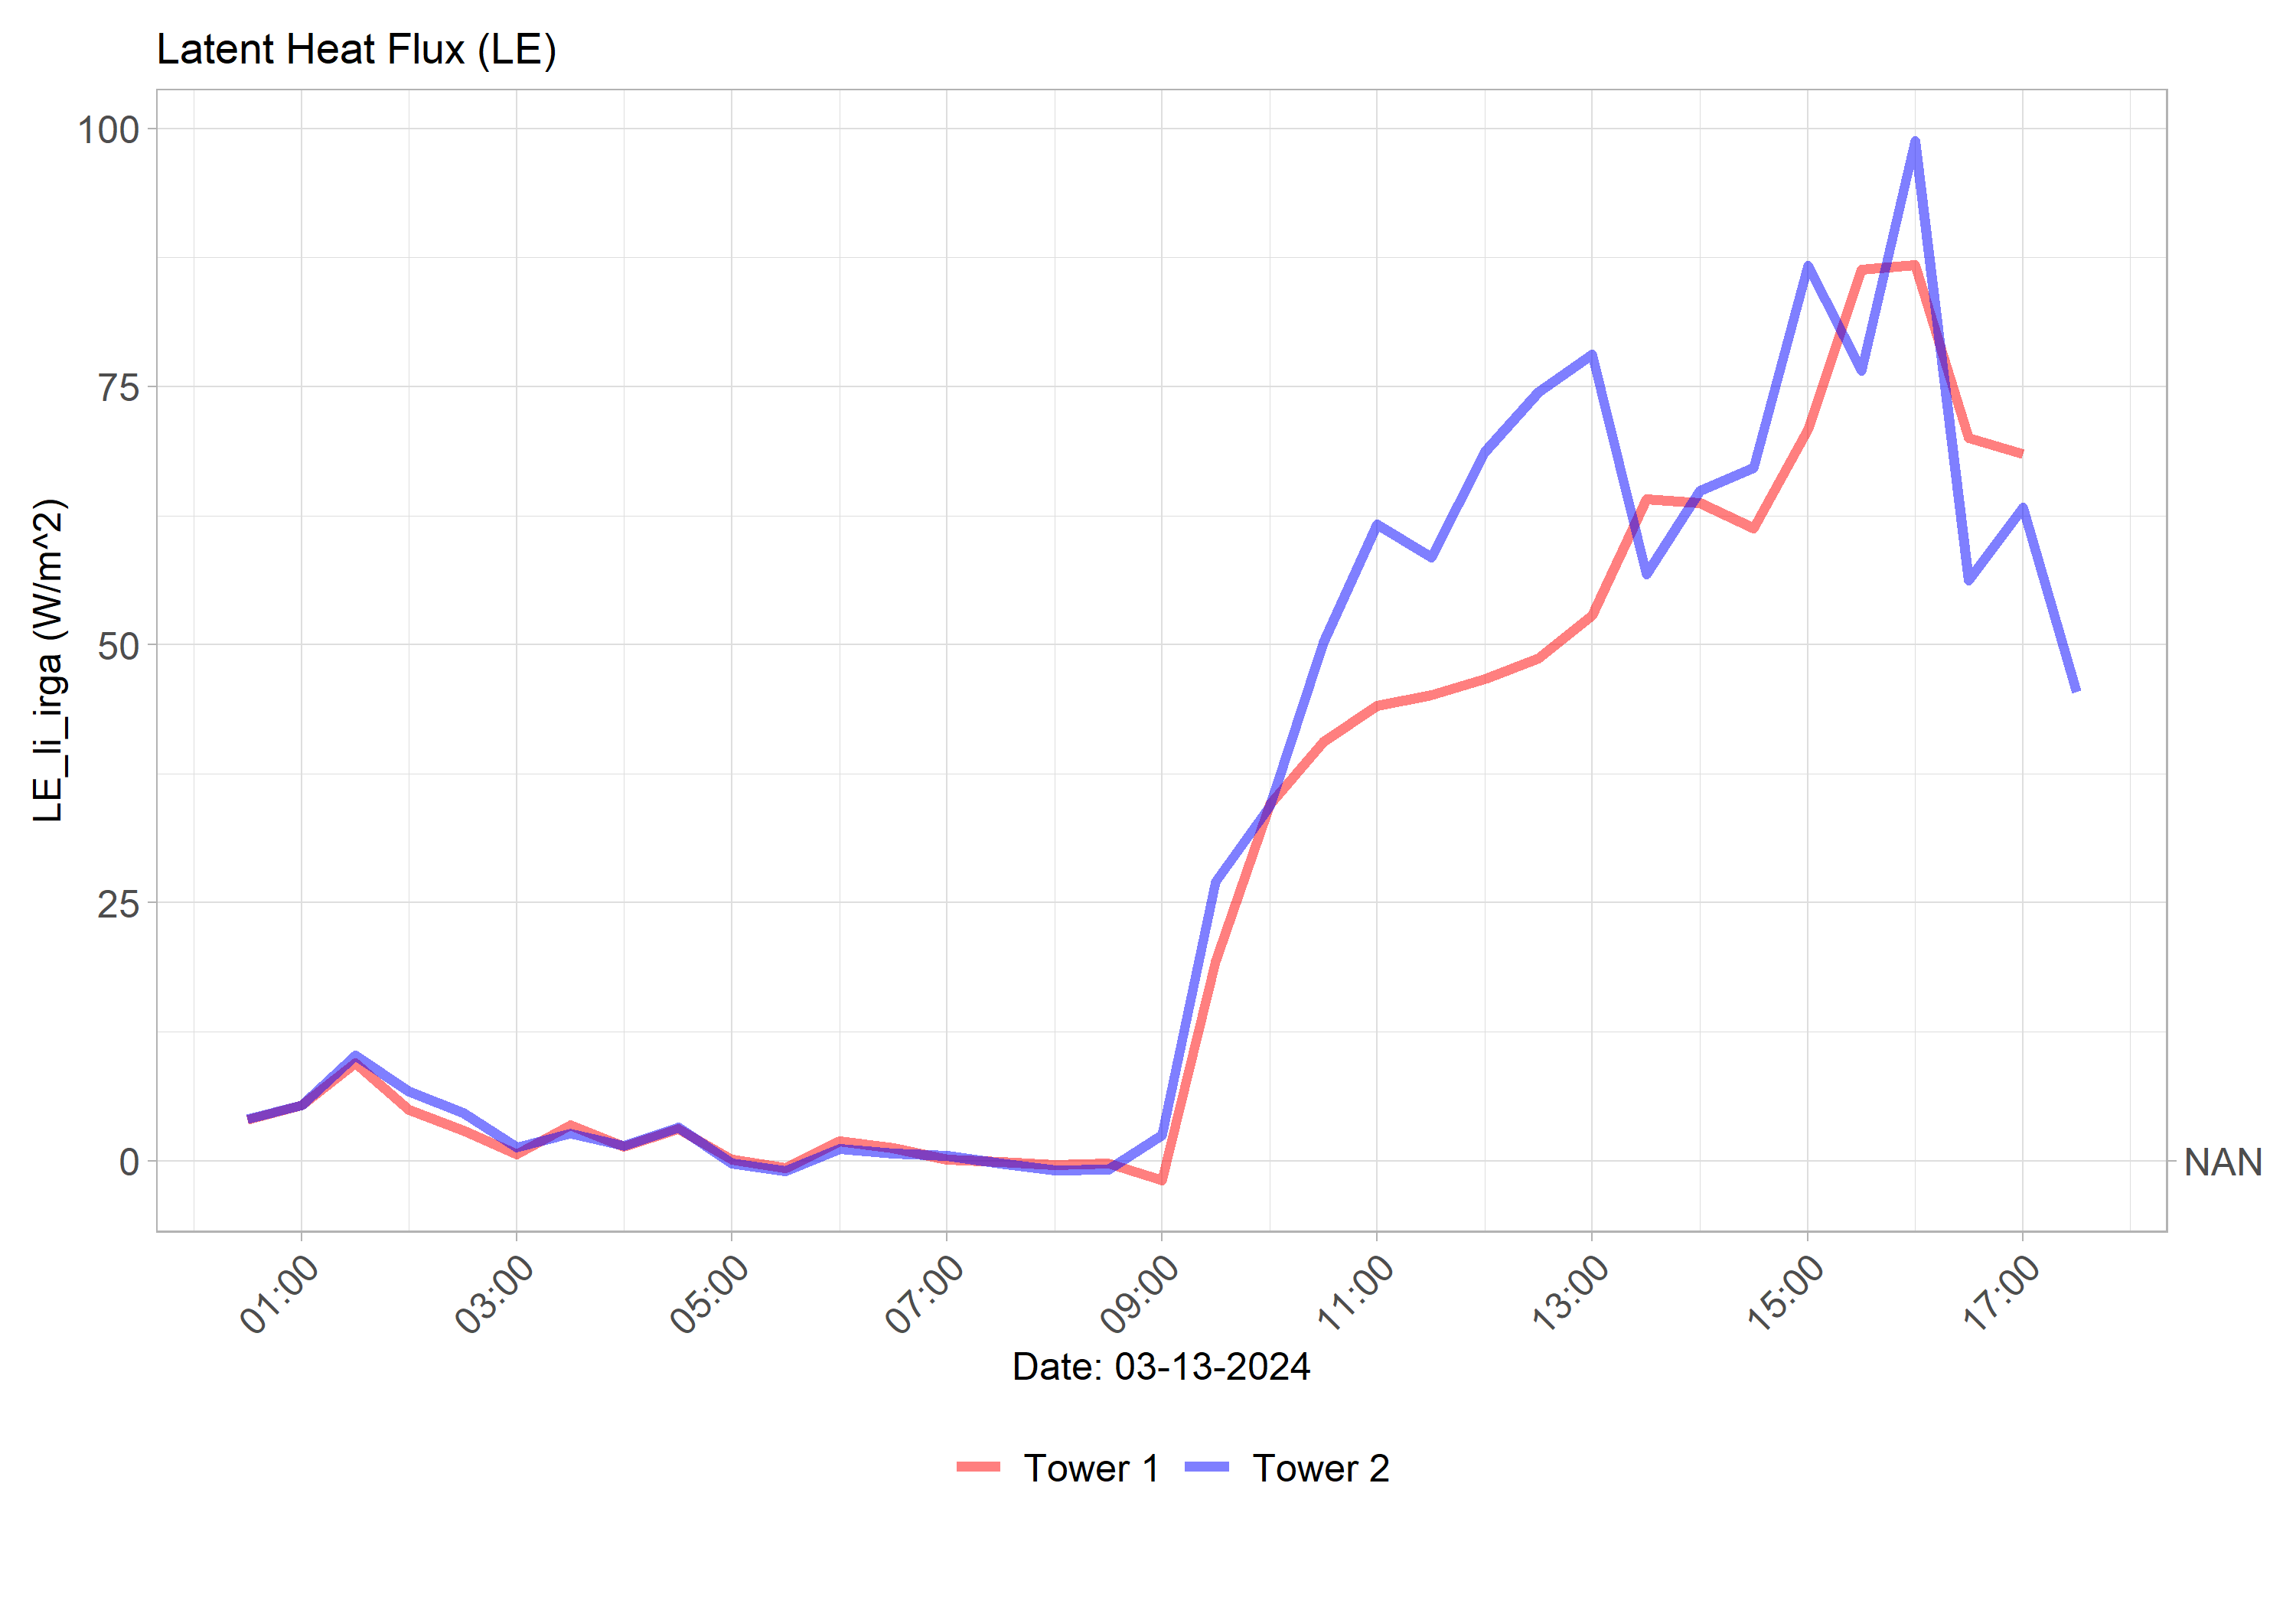 Latent Heat Flux (LE)
LE_li_irga (W/m^2)
100
75
50
25
0
NAN
01:00
03:00
05:00
07:00
09:00
11:00
13:00
15:00
17:00
Date: 03-13-2024
Tower 1
Tower 2